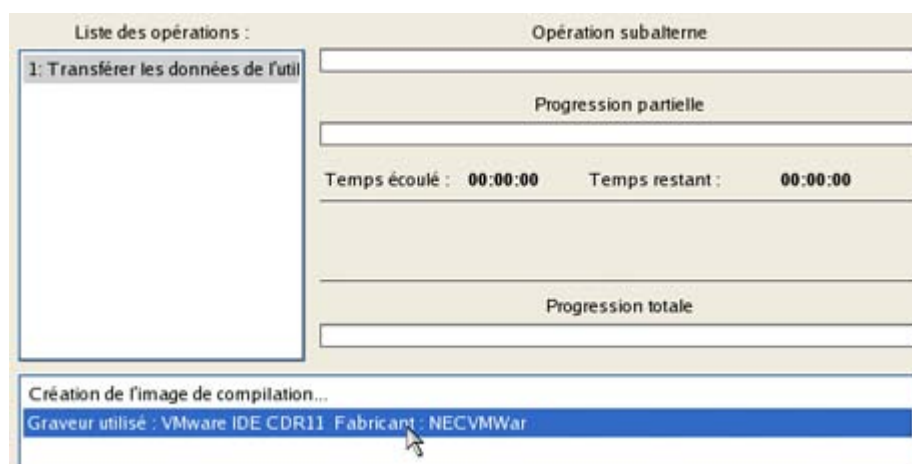 Liste des opérations :
1: Transférer les données de l'util
Opération subalterne
Progression partielle
Temps écoulé : 00:00:00 Temps restant : 00:00:00
Progression totale
Création de l'image de compilation...
Graveur utilisé : VMware IDE CDR11 Fabricant : NECVMWar